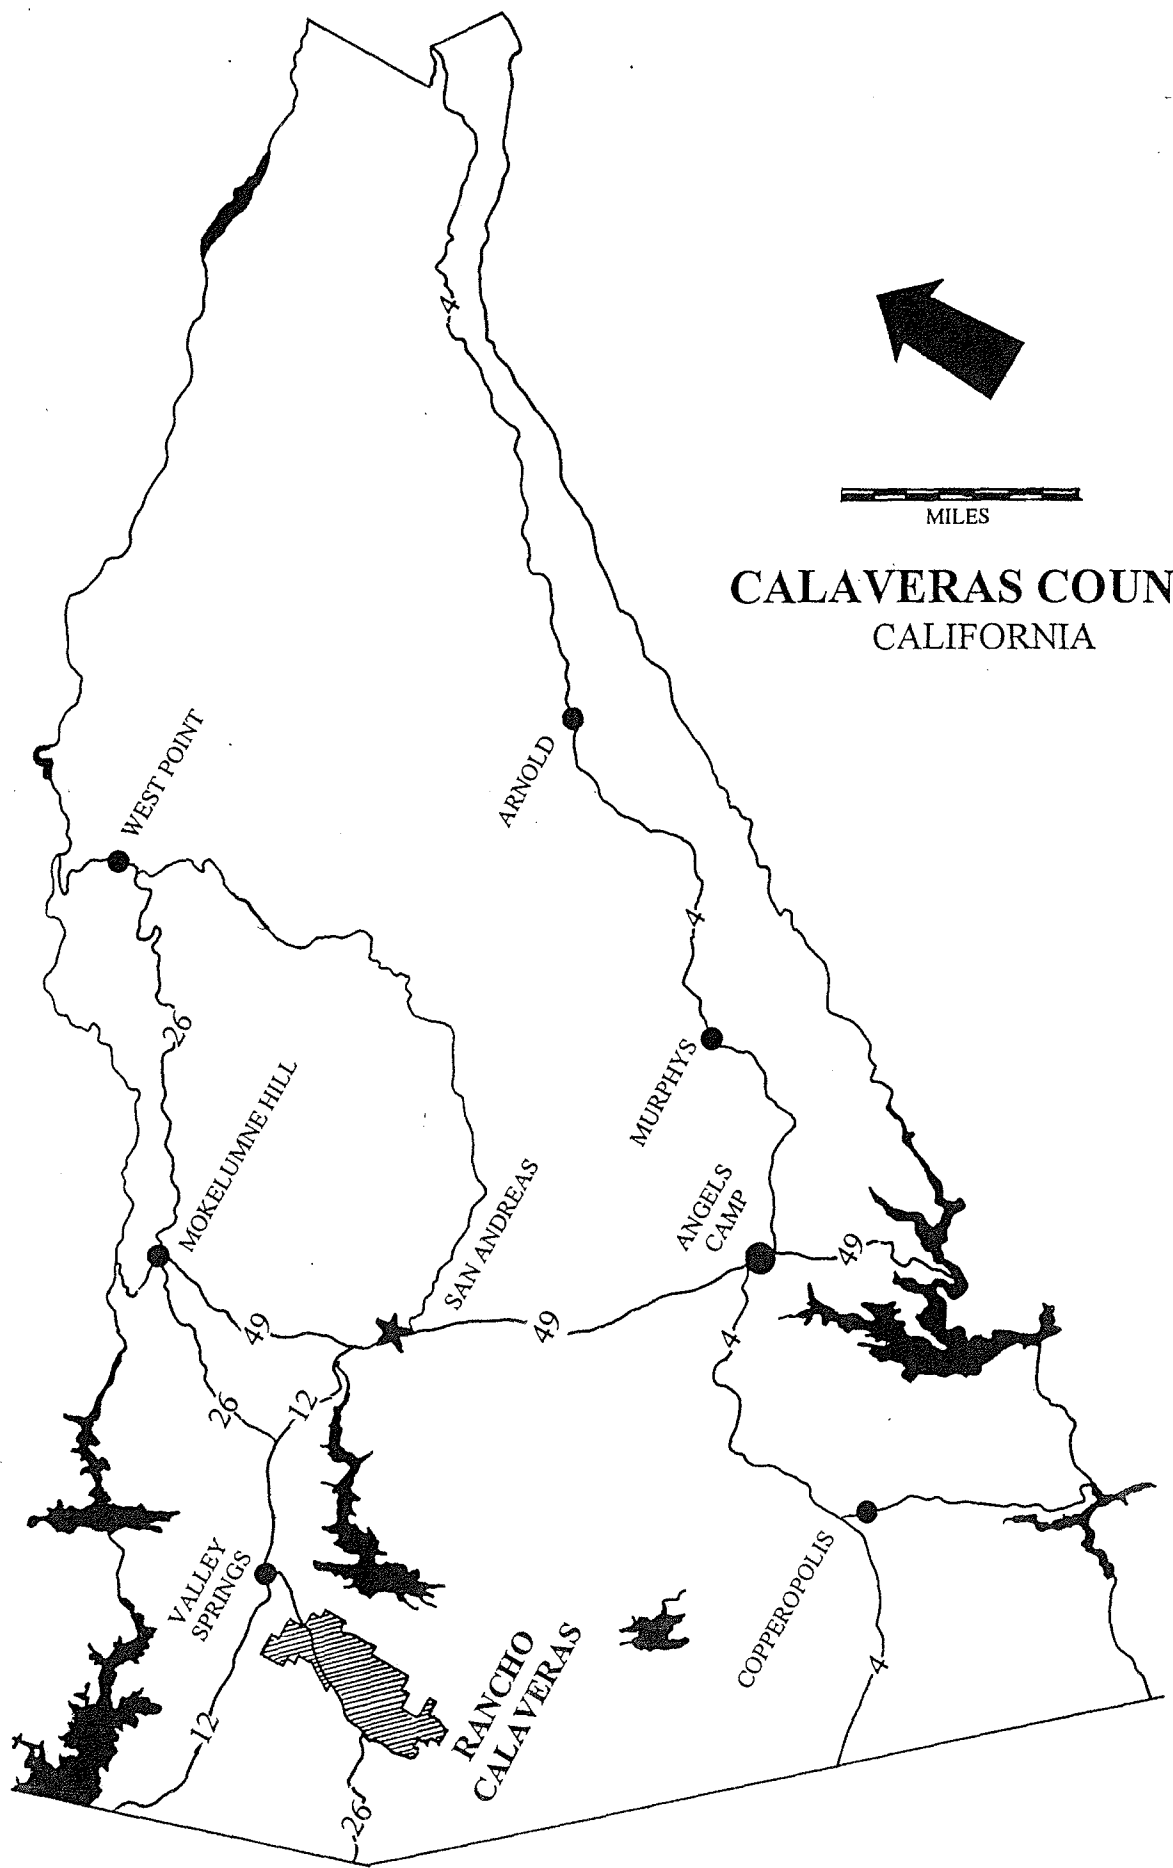 4
MILES
CALAVERAS COUN
CALIFORNIA
WEST POINT
ARNOLD
4
26
MURPHYS
MOKELUMNE HILL
ANGELS
CAMP
SAN ANDREAS
49
49
49
4
26
12
VALLEY
SPRINGS
COPPEROPOLIS
RANCHO
CALAVERAS
4
12
26